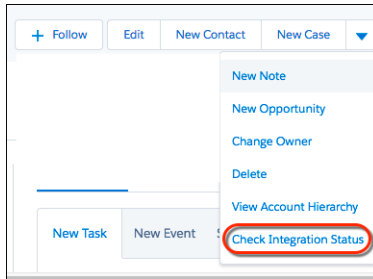 + Follow Edit New Contact New Case
New Note
New Opportunity
Change Owner
Delete
View Account Hierarchy
New Task New Event Check Integration Status